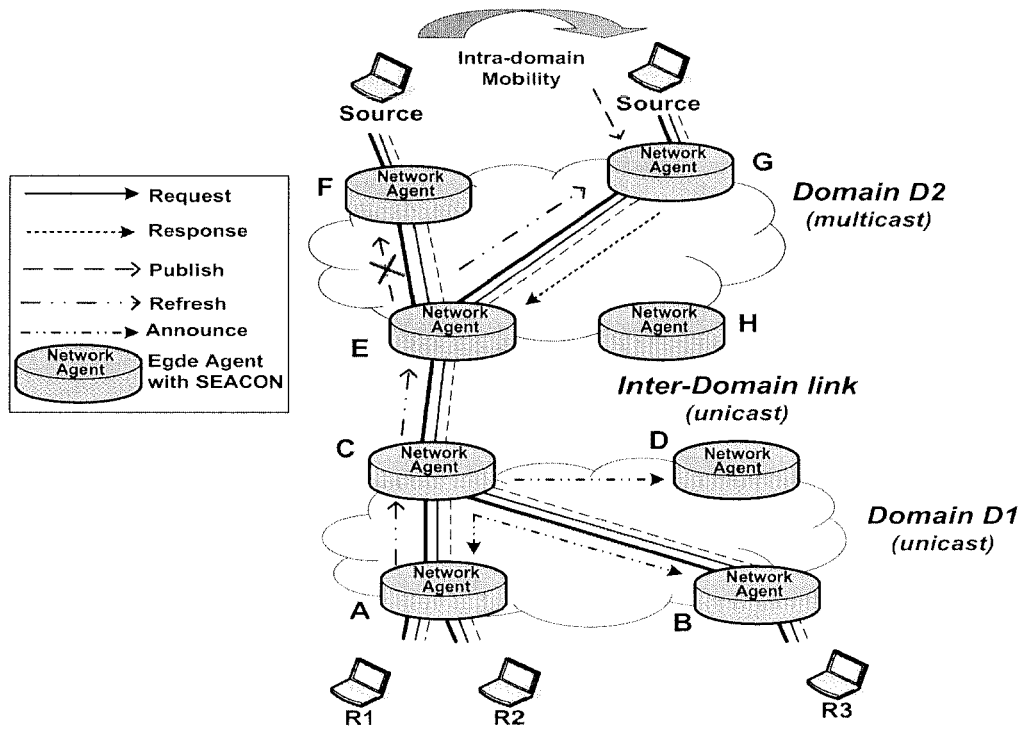 Intra-domain
Mobility
Source
Source
Network
Agent
G
Network
Agent
F
Domain D2
(multicast)
Request
Response
Publish
Refresh
Announce
Network
Agent
Egde Agent
with SEACON
Network
Agent
E
Network
Agent
H
Inter-Domain link
(unicast)
C
Network
Agent
D
Network
Agent
Domain D1
(unicast)
Network
Agent
A
Network
Agent
B
R1
R2
R3